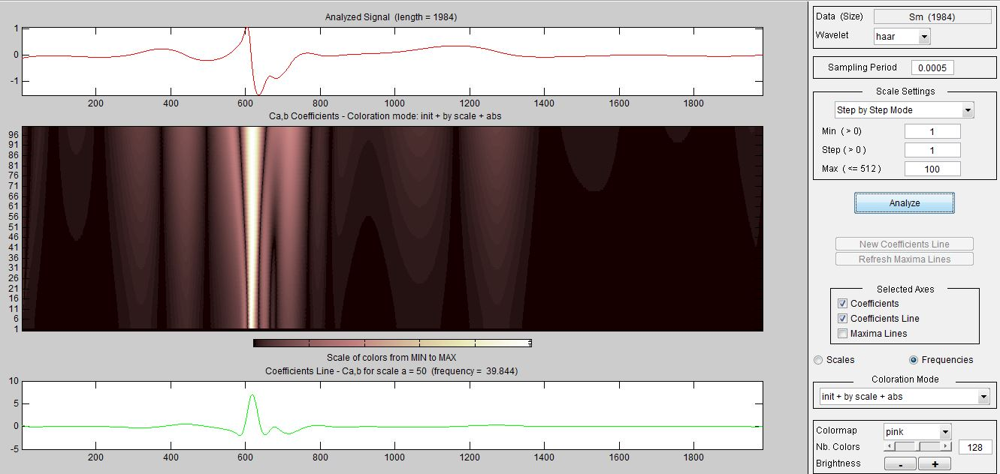 Analyzed Signal (length = 1984)
1
0
-1
200 400 600 800 1000 1200 1400 1600 1800
Ca,b Coefficients - Coloration mode: init + by scale + abs
96
91
86
81
76
71
66
61
56
51
46
41
36
31
26
21
16
11
6
1
Scale of colors from MIN to MAX
Coefficients Line - Ca,b for scale a = 50 (frequency = 39.844)
10
5
0
-5
200 400 600 800 1000 1200 1400 1600 1800
Data (Size) Sm (1984)
Wavelet haar
Sampling Period 0.0005
Scale Settings
Step by Step Mode
Min ( > 0) 1
Step ( > 0 ) 1
Max ( <= 512 ) 100
Analyze
New Coefficients Line
Refresh Maxima Lines
Selected Axes
Coefficients
Coefficients Line
Maxima Lines
Scales Frequencies
Coloration Mode
init + by scale + abs
Colormap pink
Nb. Colors 128
Brightness - +